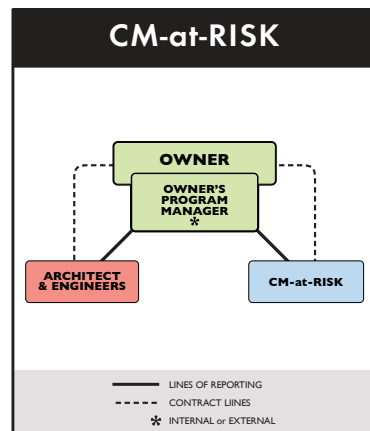 CM-at-RISK
OWNER
OWNER'S
PROGRAM
MANAGER
*
ARCHITECT
& ENGINEERS
CM-at-RISK
LINES OF REPORTING
CONTRACT LIINES
* INTERNAL or EXTERNAL